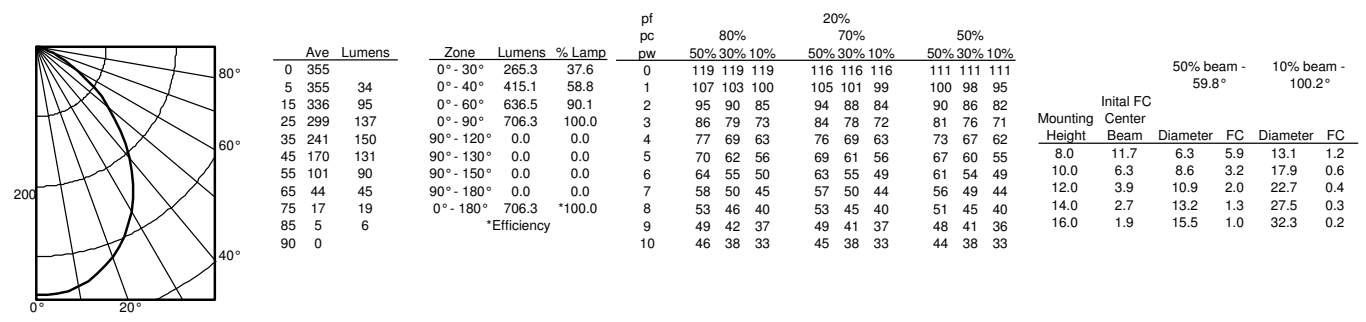 80°
60°
200
40°
0° 20°
Ave Lumens
0 355
5 355 34
15 336 95
25 299 137
35 241 150
45 170 131
55 101 90
65 44 45
75 17 19
85 5 6
90 0
Zone Lumens % Lamp
0° - 30° 265.3 37.6
0° - 40° 415.1 58.8
0° - 60° 636.5 90.1
0° - 90° 706.3 100.0
90° - 120° 0.0 0.0
90° - 130° 0.0 0.0
90° - 150° 0.0 0.0
90° - 180° 0.0 0.0
0° - 180° 706.3 *100.0
*Efficiency
pf 20%
pc 80% 70% 50%
pw 50% 30% 10% 50% 30% 10% 50% 30% 10%
0 119 119 119 116 116 116 111 111 111
1 107 103 100 105 101 99 100 98 95
2 95 90 85 94 88 84 90 86 82
3 86 79 73 84 78 72 81 76 71
4 77 69 63 76 69 63 73 67 62
5 70 62 56 69 61 56 67 60 55
6 64 55 50 63 55 49 61 54 49
7 58 50 45 57 50 44 56 49 44
8 53 46 40 53 45 40 51 45 40
9 49 42 37 49 41 37 48 41 36
10 46 38 33 45 38 33 44 38 33
50% beam - 10% beam -
59.8° 100.2°
Inital FC
Mounting Center
Height Beam Diameter FC Diameter FC
8.0 11.7 6.3 5.9 13.1 1.2
10.0 6.3 8.6 3.2 17.9 0.6
12.0 3.9 10.9 2.0 22.7 0.4
14.0 2.7 13.2 1.3 27.5 0.3
16.0 1.9 15.5 1.0 32.3 0.2